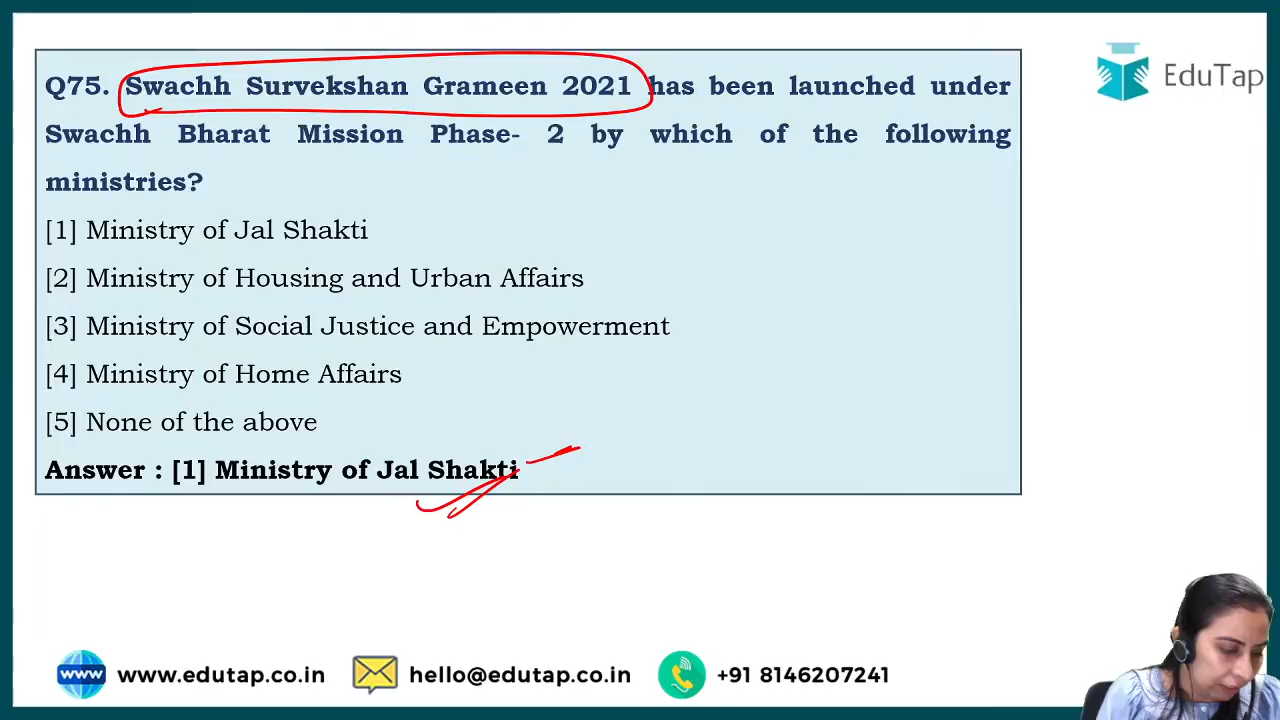 Q75. Swachh Survekshan Grameen 2021 has been launched under
Swachh Bharat Mission Phase- 2 by which of the following
ministries?
[1] Ministry of Jal Shakti
[2] Ministry of Housing and Urban Affairs
[3] Ministry of Social Justice and Empowerment
[4] Ministry of Home Affairs
[5] None of the above
Answer : [1] Ministry of Jal Shakti
EduTap
www www.edutap.co.in hello@edutap.co.in +91 8146207241